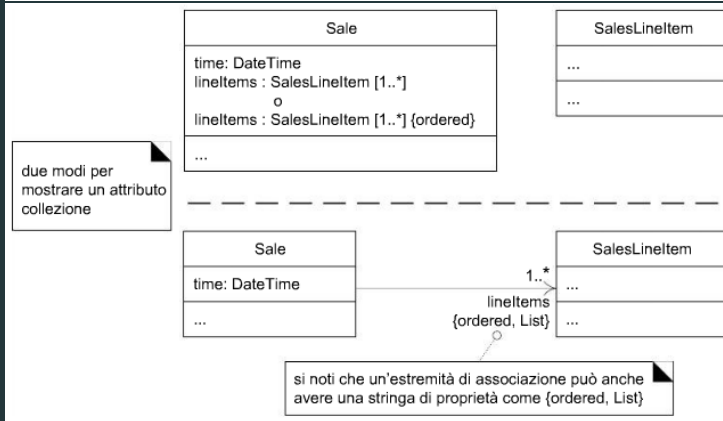 Sale
time: DateTime
lineItems : SalesLineItem [1..*]
o
lineItems : SalesLineItem [1..*] {ordered}
...
SalesLineItem
...
...
due modi per
mostrare un attributo
collezione
Sale
time: DateTime
...
1..*
lineItems
{ordered, List}
SalesLineItem
...
...
si noti che un'estremità di associazione può anche
avere una stringa di proprietà come {ordered, List}